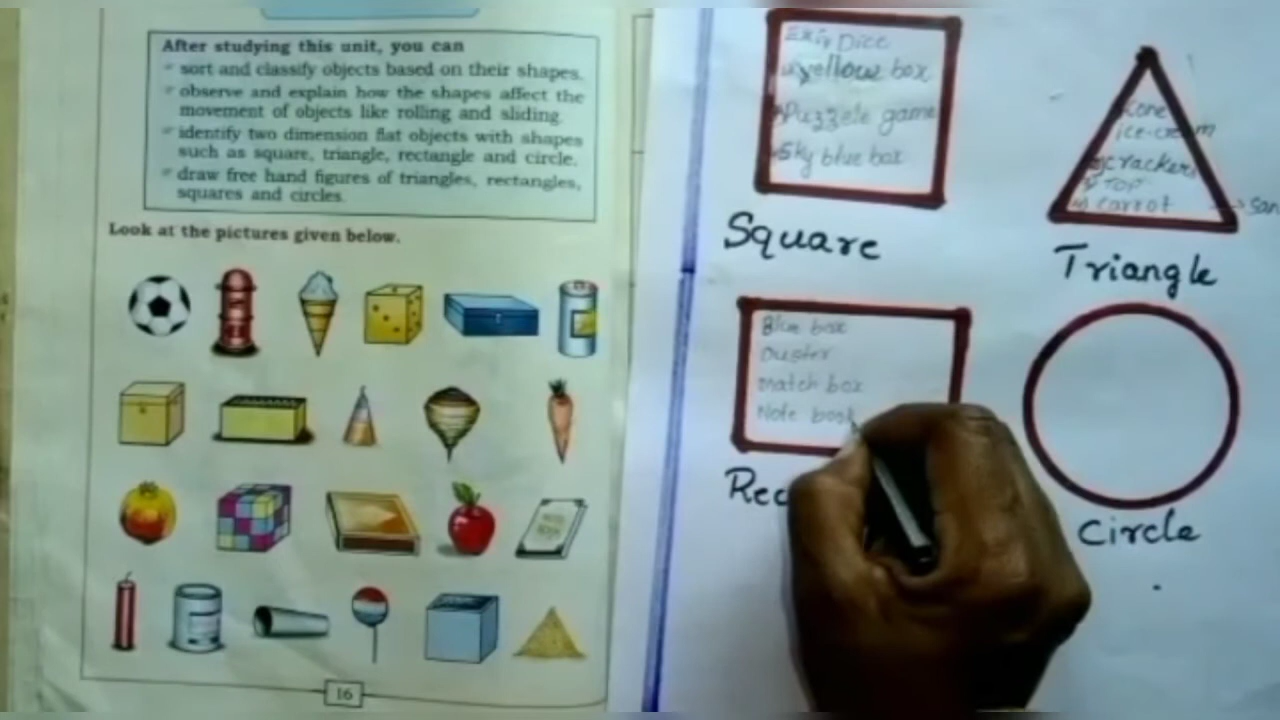 After studying this unit, you can
sort and classify objects based on their shapes.
observe and explain how the shapes affect the
movement of objects like rolling and sliding.
identify two dimension flat objects with shapes
such as square, triangle, rectangle and circle.
draw free hand figures of triangles, rectangles,
squares and circles.
Look at the pictures given below.
16
Dice
yellow box
Puzzele game
Sky blue box
Square
Cone
ice-cream
crackers
Top
carrot
San
Triangle
Blue box
Duster
Match box
Note book
Rec
Circle